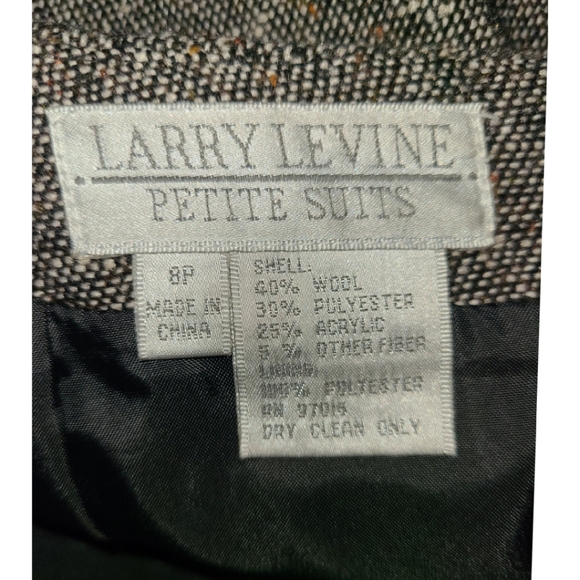 LARRY LEVINE
PETITE SUITS
8P
MADE IN
CHINA
SHELL:
40% WOOL
30% POLYESTER
25% ACRYLIC
5 % OTHER FIBER
LINING:
100% POLYESTER
RN 97015
DRY CLEAN ONLY